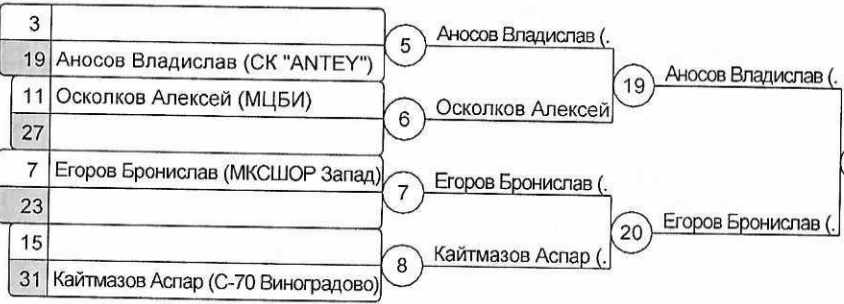 3
19 Аносов Владислав (СК "ANTEY")
5
Аносов Владислав (.
11 Осколков Алексей (МЦБИ)
27
6
Осколков Алексей
19
Аносов Владислав (.
7 Егоров Бронислав (МКСШОР Запад)
23
7
Егоров Бронислав (.
15
31 Кайтмазов Аспар (С-70 Виноградово)
8
Кайтмазов Аспар (.
20
Егоров Бронислав (.